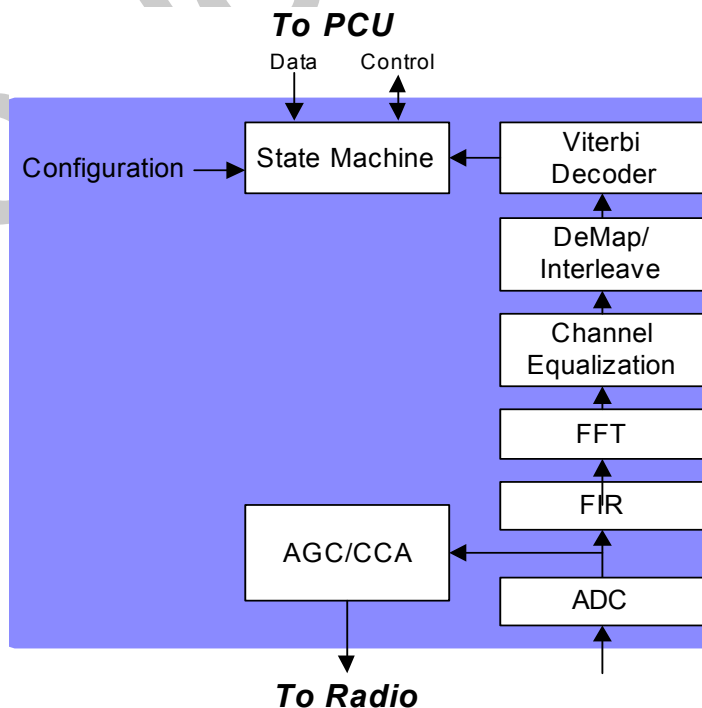 To PCU
Data Control
Configuration
State Machine
Viterbi
Decoder
DeMap/
Interleave
Channel
Equalization
FFT
FIR
AGC/CCA
ADC
To Radio